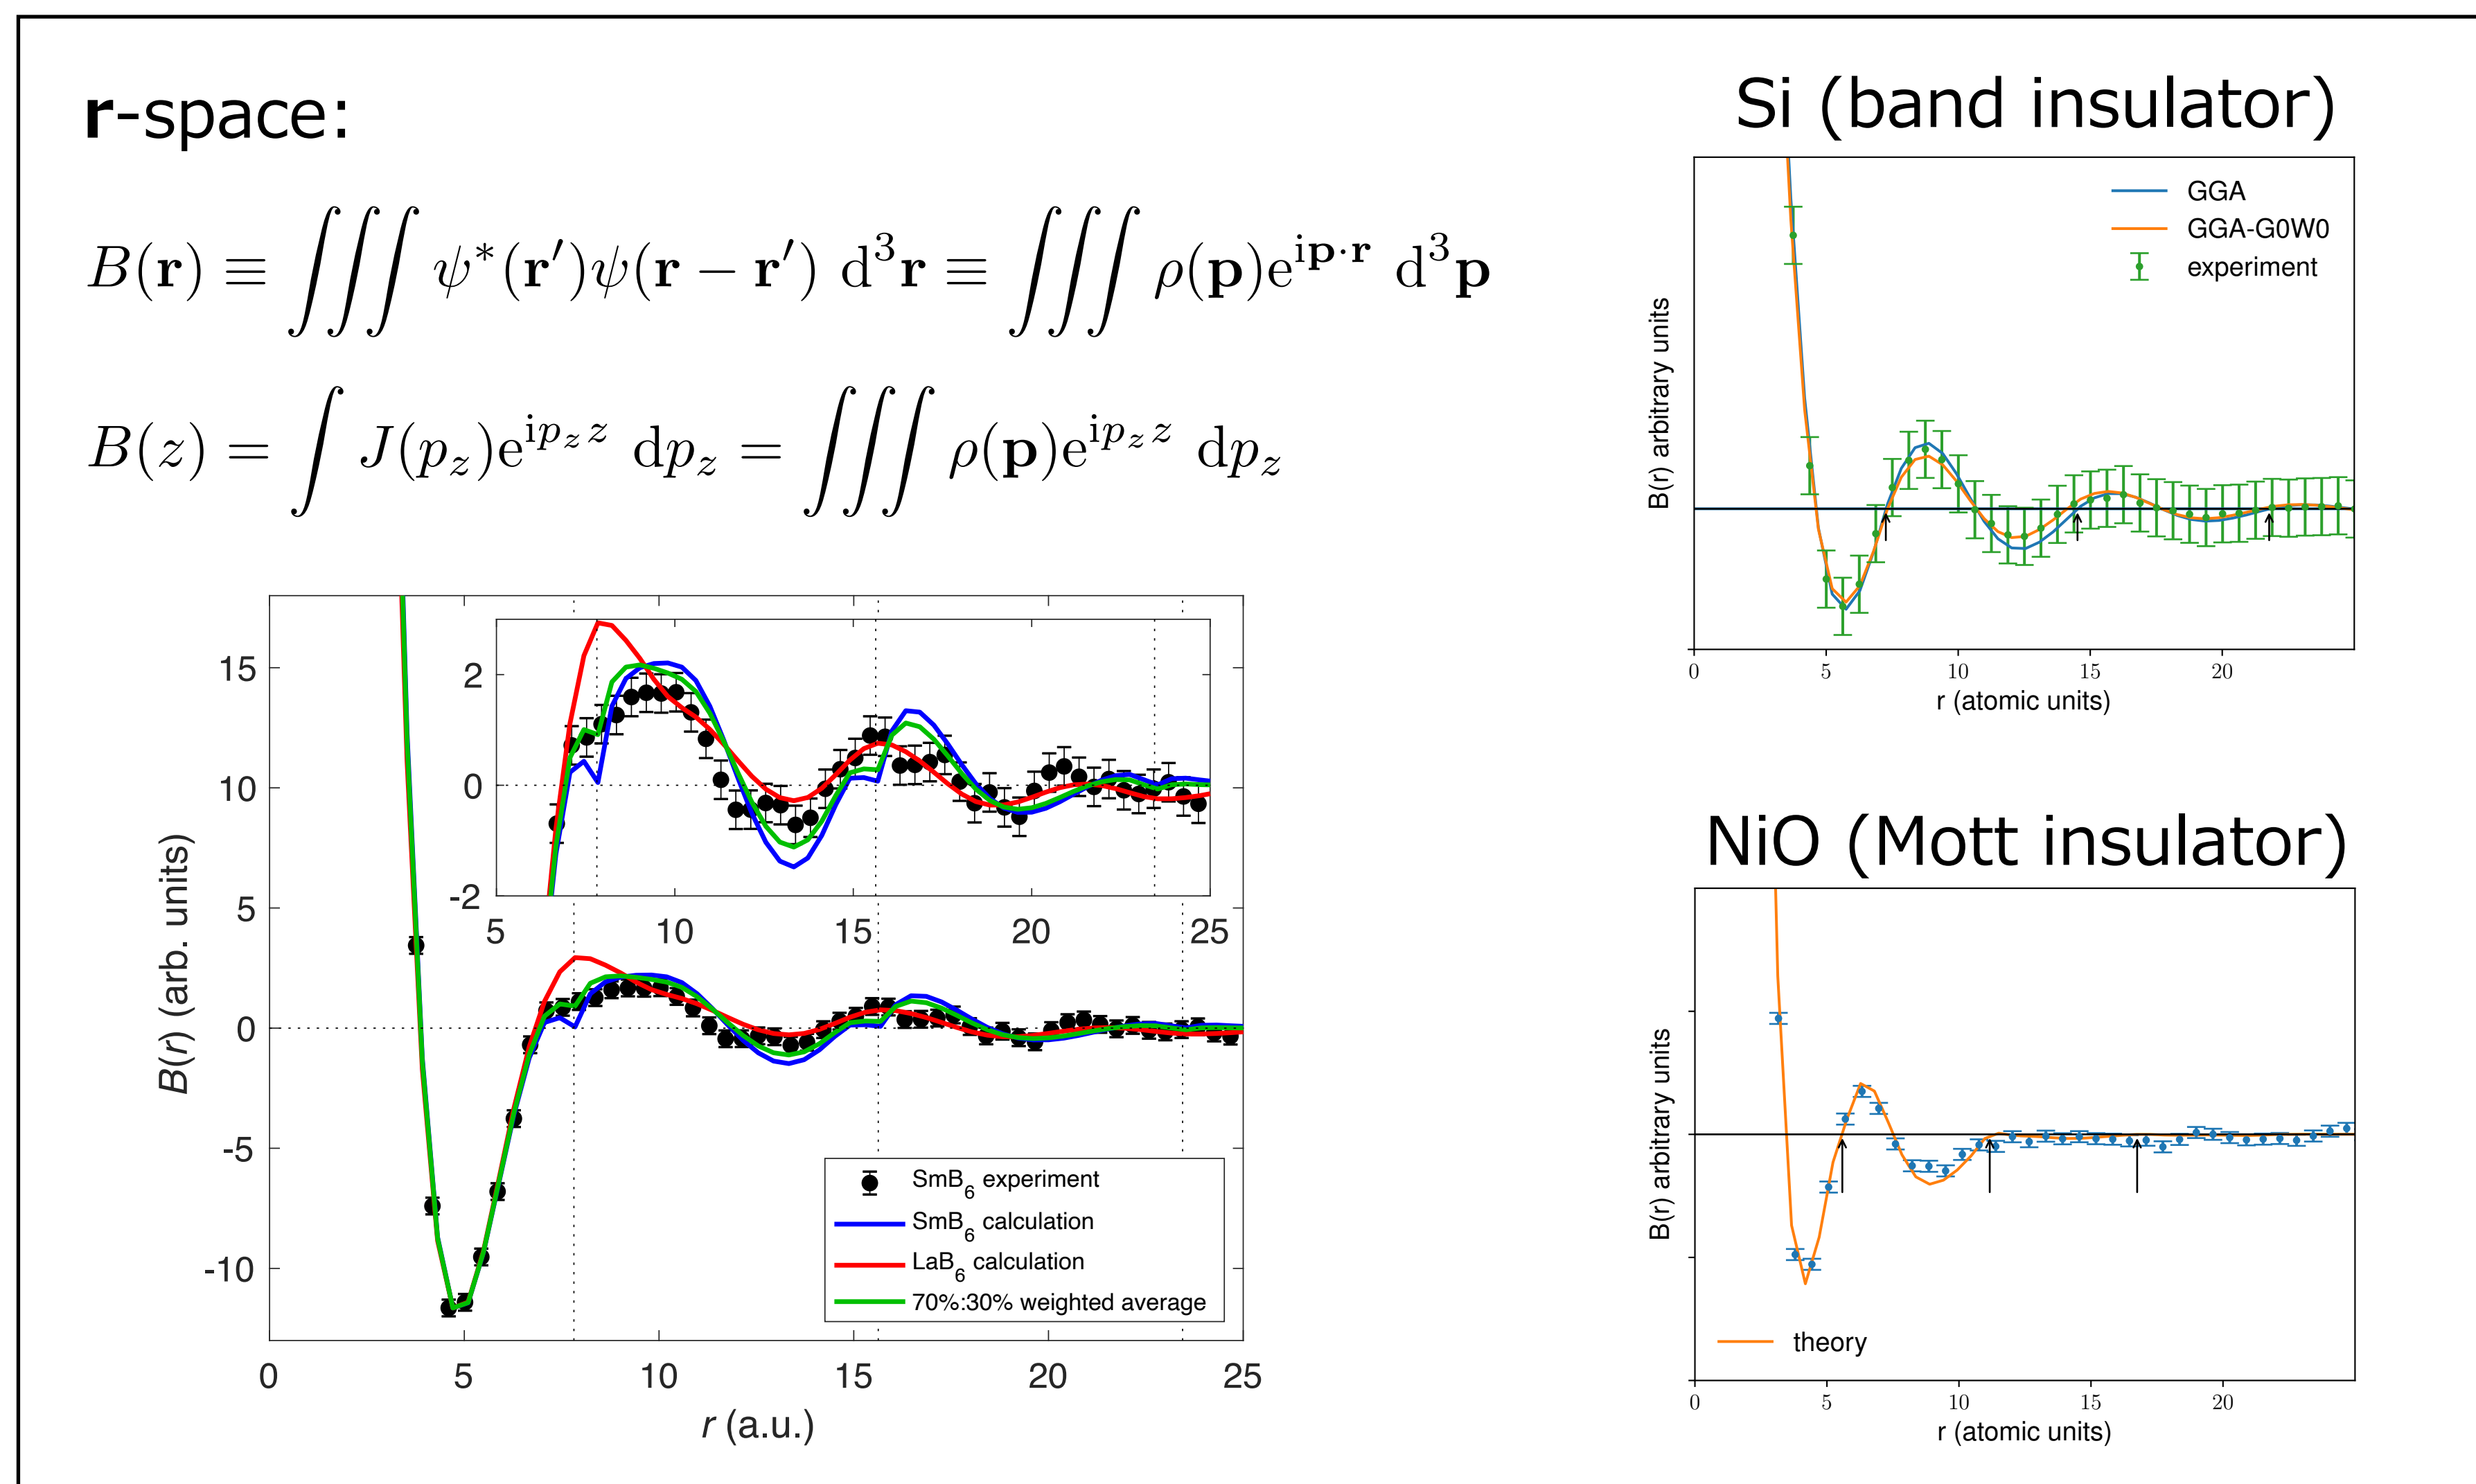 r-space:
B(r) ≡ ∭ ψ*(r′)ψ(r − r′) d³r ≡ ∭ ρ(p)e^{ip·r} d³p
B(z) = ∫ J(p_z)e^{ip_z z} dp_z = ∭ ρ(p)e^{ip_z z} dp_z
2
0
-2
5 10 15 20 25
15
10
5
0
-5
-10
B(r) (arb. units)
SmB₆ experiment
SmB₆ calculation
LaB₆ calculation
70%:30% weighted average
0 5 10 15 20 25
r (a.u.)
Si (band insulator)
GGA
GGA-G0W0
experiment
B(r) arbitrary units
0 5 10 15 20
r (atomic units)
NiO (Mott insulator)
B(r) arbitrary units
theory
0 5 10 15 20
r (atomic units)